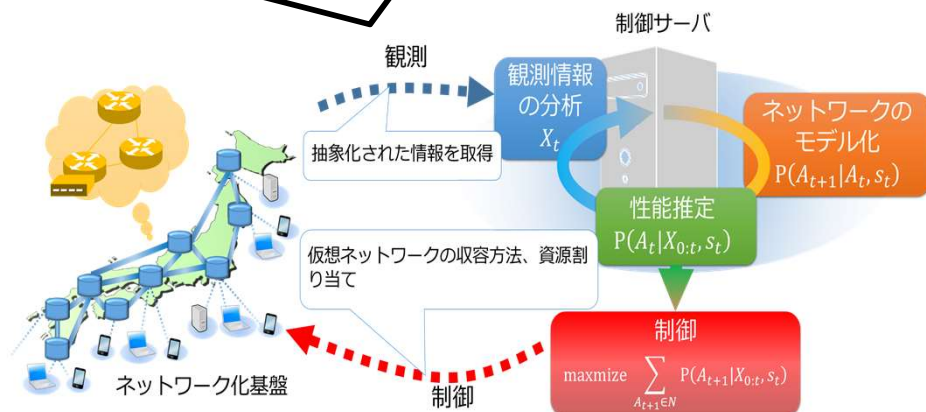 制御サーバ
観測
観測情報
の分析
X_t
ネットワークの
モデル化
P(A_{t+1}|A_t, s_t)
抽象化された情報を取得
性能推定
P(A_t|X_{0:t}, s_t)
仮想ネットワークの収容方法、資源割
り当て
制御
maxmize ∑_{A_{t+1}∈N} P(A_{t+1}|X_{0:t}, s_t)
ネットワーク化基盤
制御